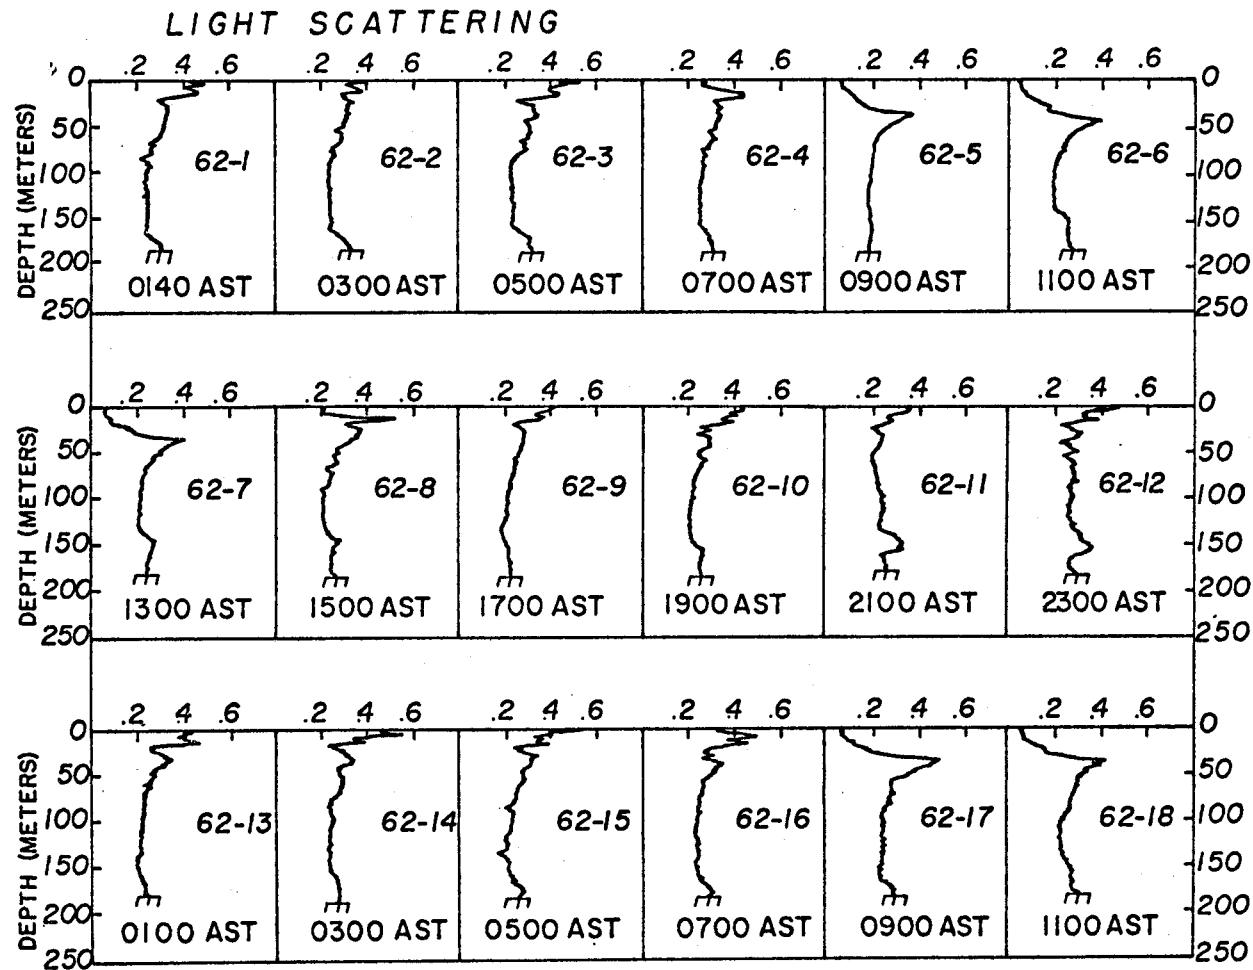 LIGHT SCATTERING
.2 .4 .6 .2 .4 .6 .2 .4 .6 .2 .4 .6 .2 .4 .6 .2 .4 .6
0 0
50 50
100 100
150 150
200 200
250 250
DEPTH (METERS)
62-1 62-2 62-3 62-4 62-5 62-6
0140 AST 0300 AST 0500 AST 0700 AST 0900 AST 1100 AST
.2 .4 .6 .2 .4 .6 .2 .4 .6 .2 .4 .6 .2 .4 .6 .2 .4 .6
0 0
50 50
100 100
150 150
200 200
250 250
DEPTH (METERS)
62-7 62-8 62-9 62-10 62-11 62-12
1300 AST 1500 AST 1700 AST 1900 AST 2100 AST 2300 AST
.2 .4 .6 .2 .4 .6 .2 .4 .6 .2 .4 .6 .2 .4 .6 .2 .4 .6
0 0
50 50
100 100
150 150
200 200
250 250
DEPTH (METERS)
62-13 62-14 62-15 62-16 62-17 62-18
0100 AST 0300 AST 0500 AST 0700 AST 0900 AST 1100 AST